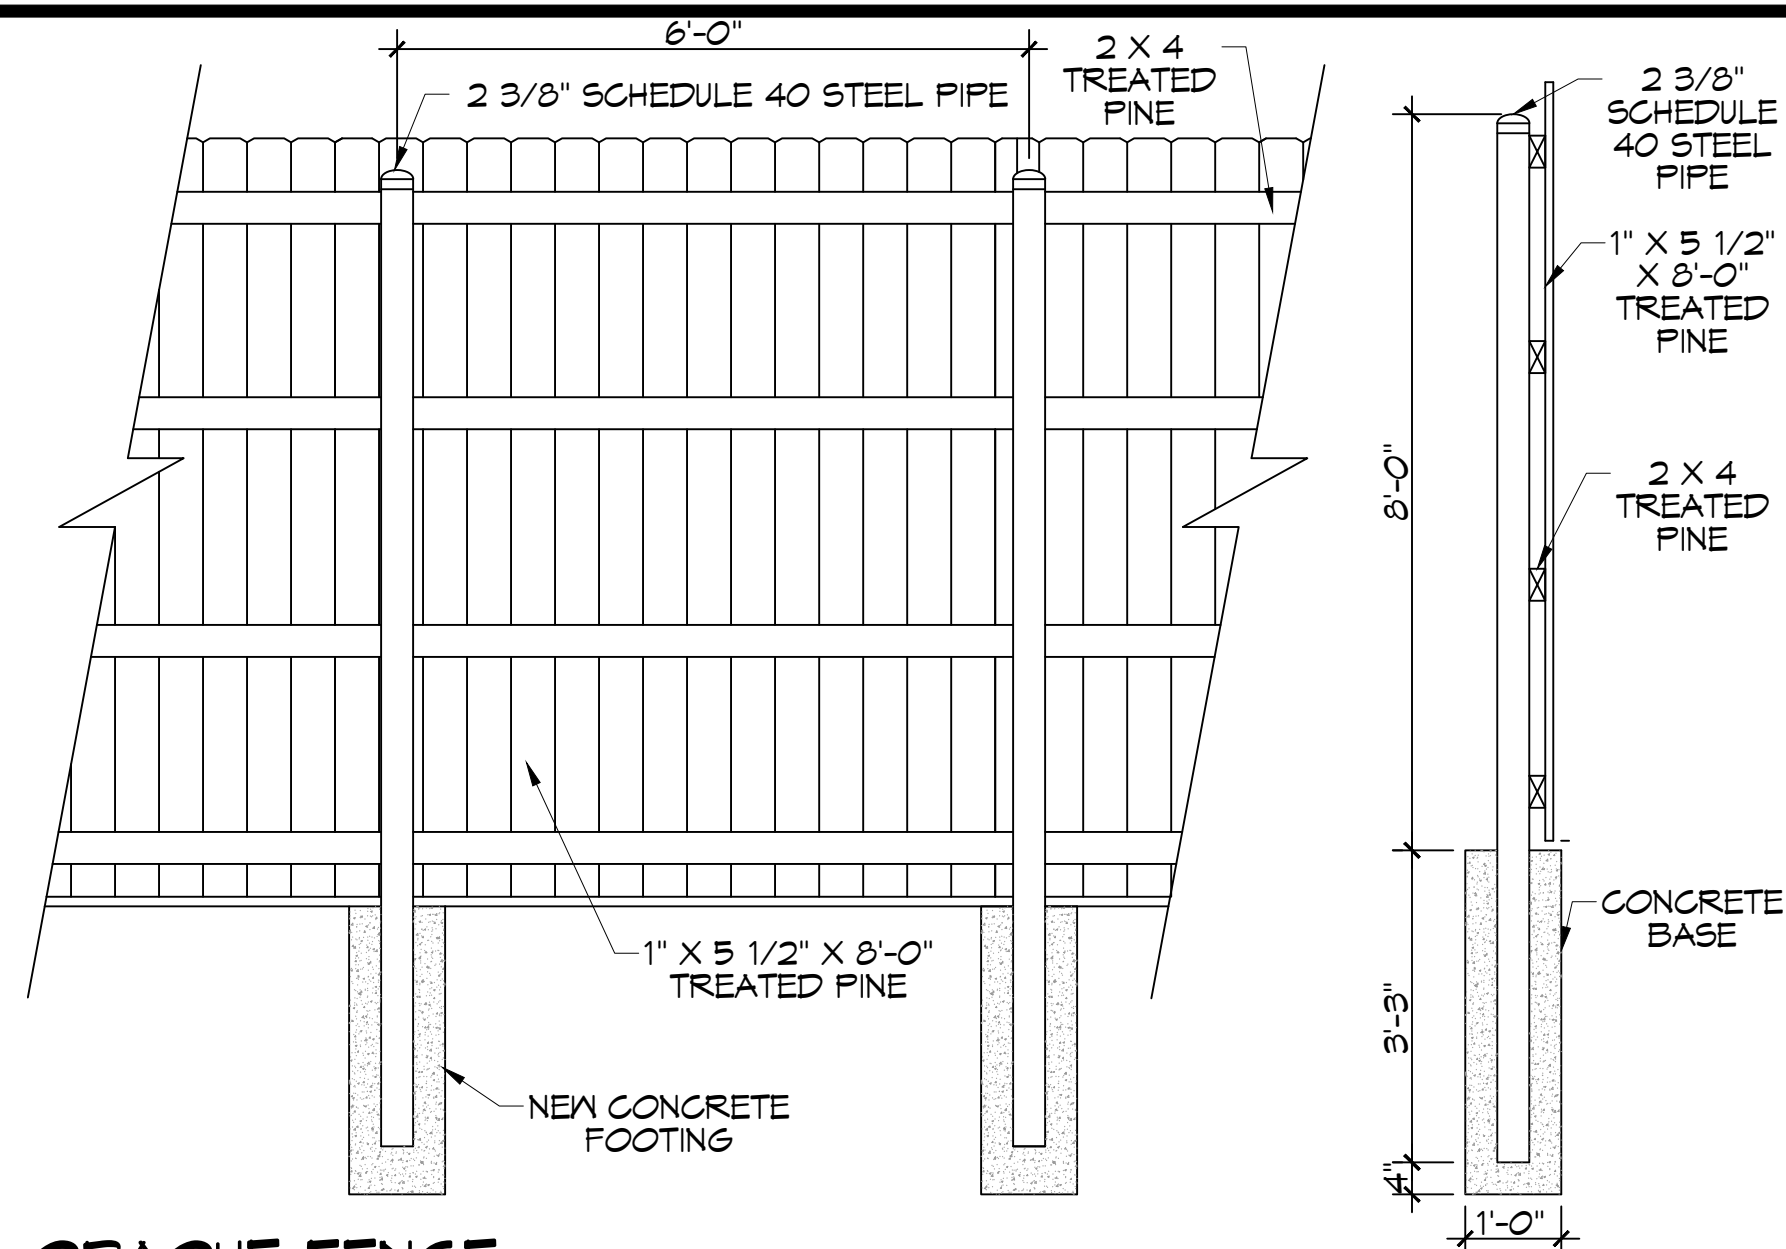 6'-0"
2 3/8" SCHEDULE 40 STEEL PIPE
2 X 4
TREATED
PINE
2 3/8"
SCHEDULE
40 STEEL
PIPE
1" X 5 1/2"
X 8'-0"
TREATED
PINE
8'-0"
2 X 4
TREATED
PINE
CONCRETE
BASE
1" X 5 1/2" X 8'-0"
TREATED PINE
3'-3"
NEW CONCRETE
FOOTING
4"
1'-0"
OPAQUE FENCE